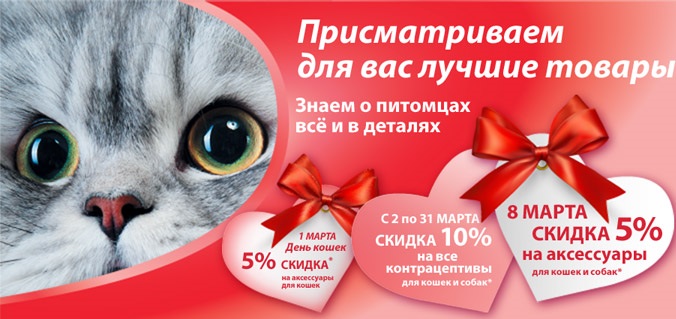 Присматриваем
для вас лучшие товары
Знаем о питомцах
всё и в деталях
1 МАРТА
День кошек
5% СКИДКА*
на аксессуары
для кошек
С 2 по 31 МАРТА
СКИДКА 10%
на все
контрацептивы
для кошек и собак*
8 МАРТА
СКИДКА 5%
на аксессуары
для кошек и собак*